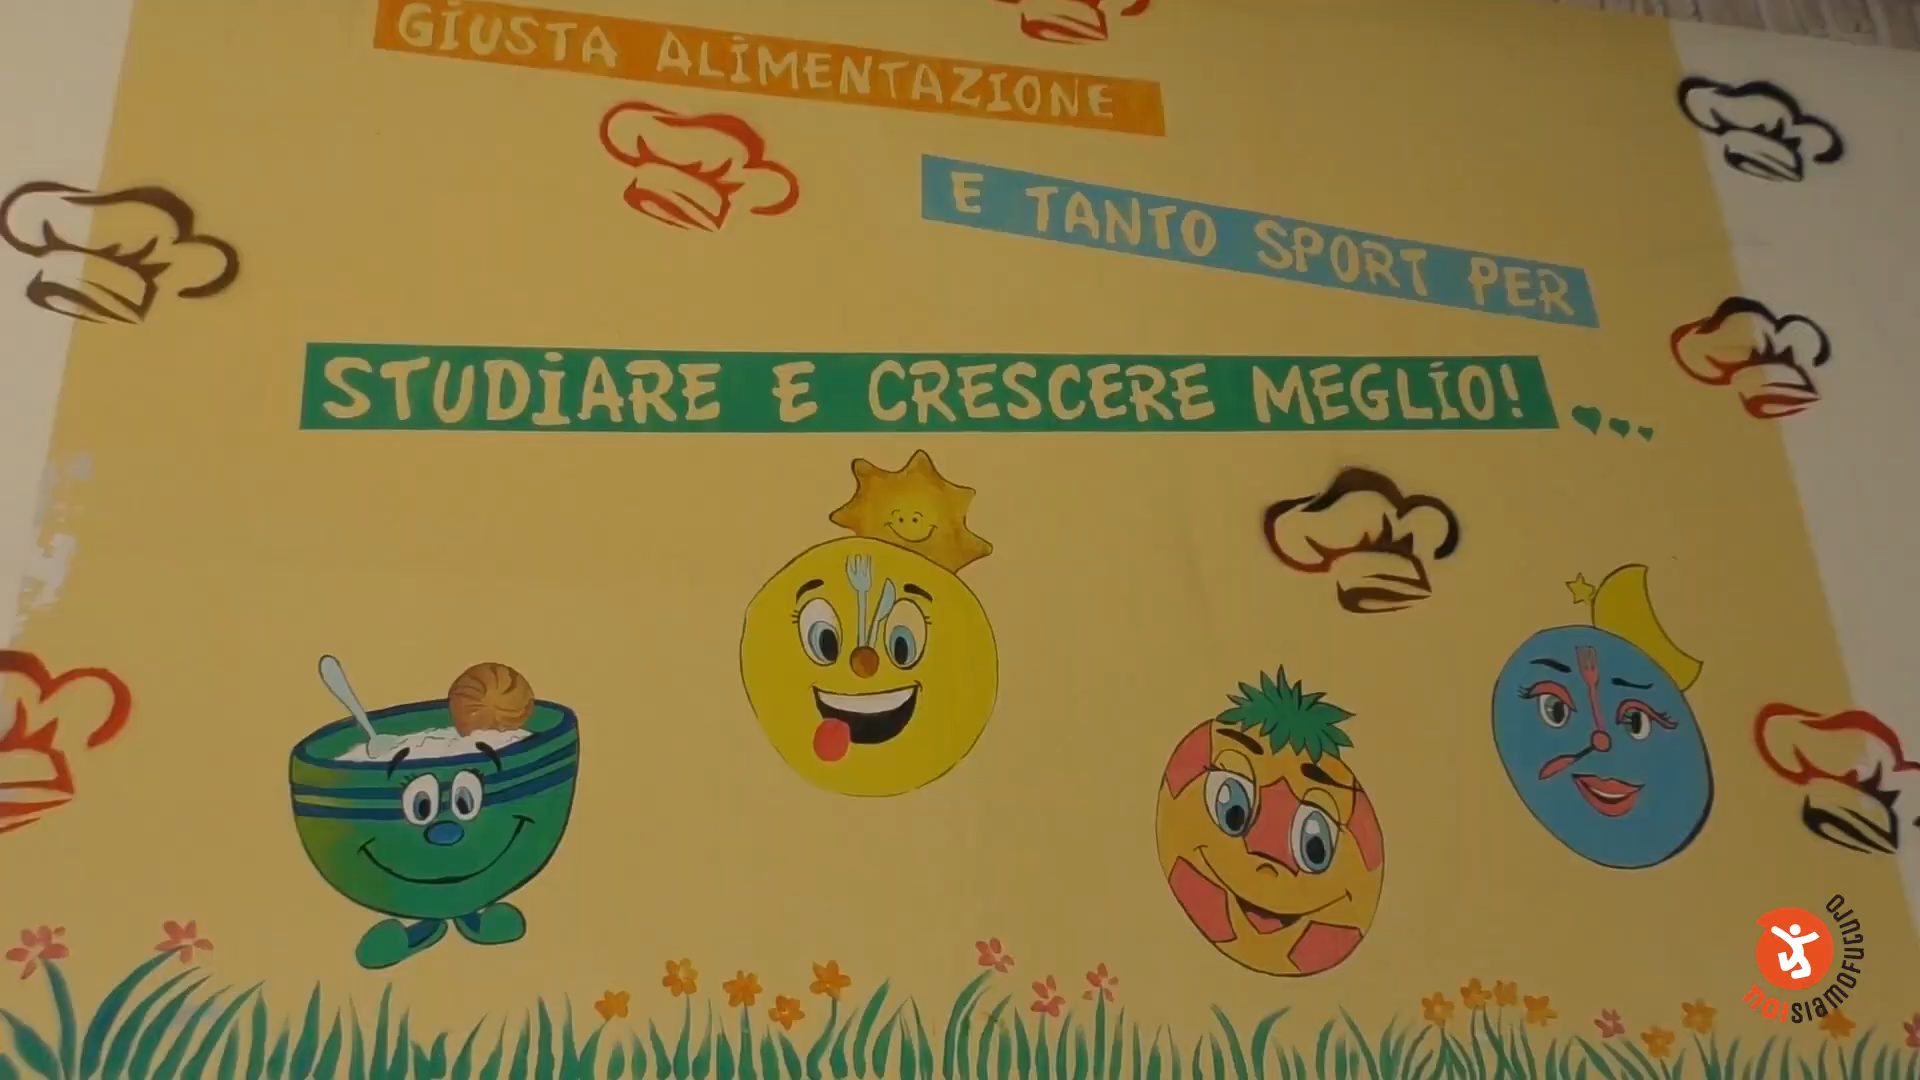 GIUSTA ALIMENTAZIONE
E TANTO SPORT PER
STUDIARE E CRESCERE MEGLIO!
noisiamofuturo